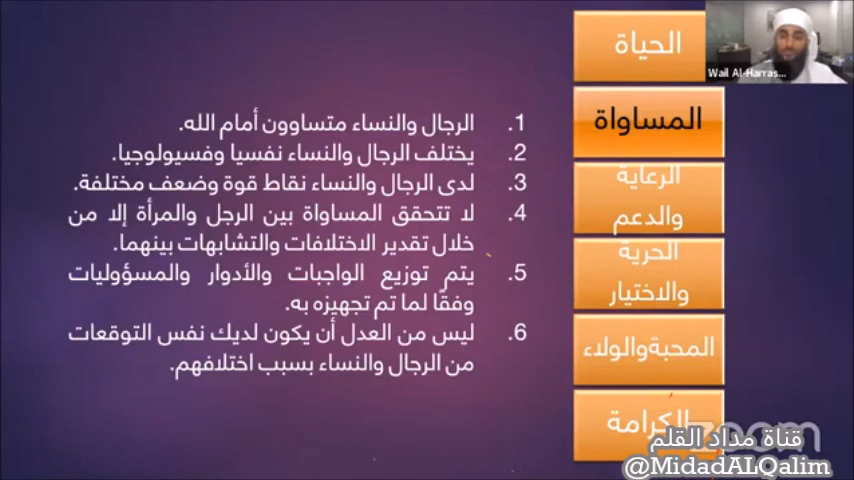 الحياة
Wail Al-Harras...
المساواة
الرعاية
والدعم
الحرية
والاختيار
المحبةوالولاء
الكرامة
1. الرجال والنساء متساوون أمام الله.
2. يختلف الرجال والنساء نفسيا وفسيولوجيا.
3. لدى الرجال والنساء نقاط قوة وضعف مختلفة.
4. لا تتحقق المساواة بين الرجل والمرأة إلا من
خلال تقدير الاختلافات والتشابهات بينهما.
5. يتم توزيع الواجبات والأدوار والمسؤوليات
وفقًا لما تم تجهيزه به.
6. ليس من العدل أن يكون لديك نفس التوقعات
من الرجال والنساء بسبب اختلافهم.
zoom
قناة مداد القلم
@MidadALQalim